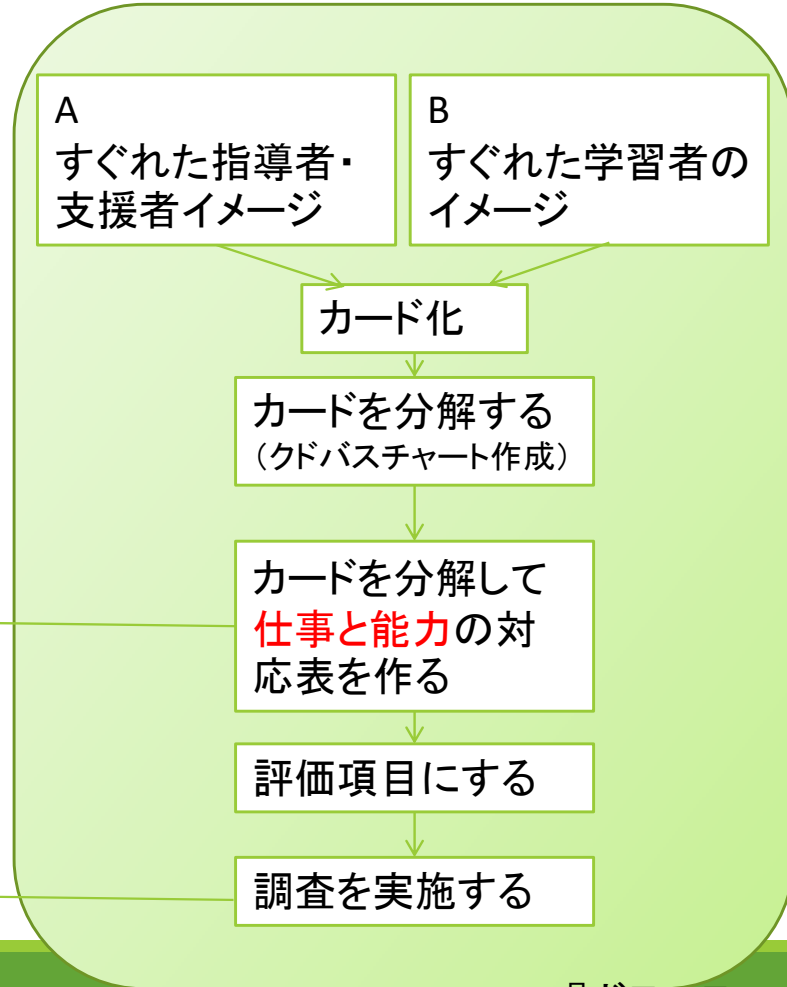 A
すぐれた指導者・
支援者イメージ
B
すぐれた学習者の
イメージ
カード化
カードを分解する
（クドバスチャート作成）
カードを分解して
仕事と能力の対
応表を作る
評価項目にする
調査を実施する